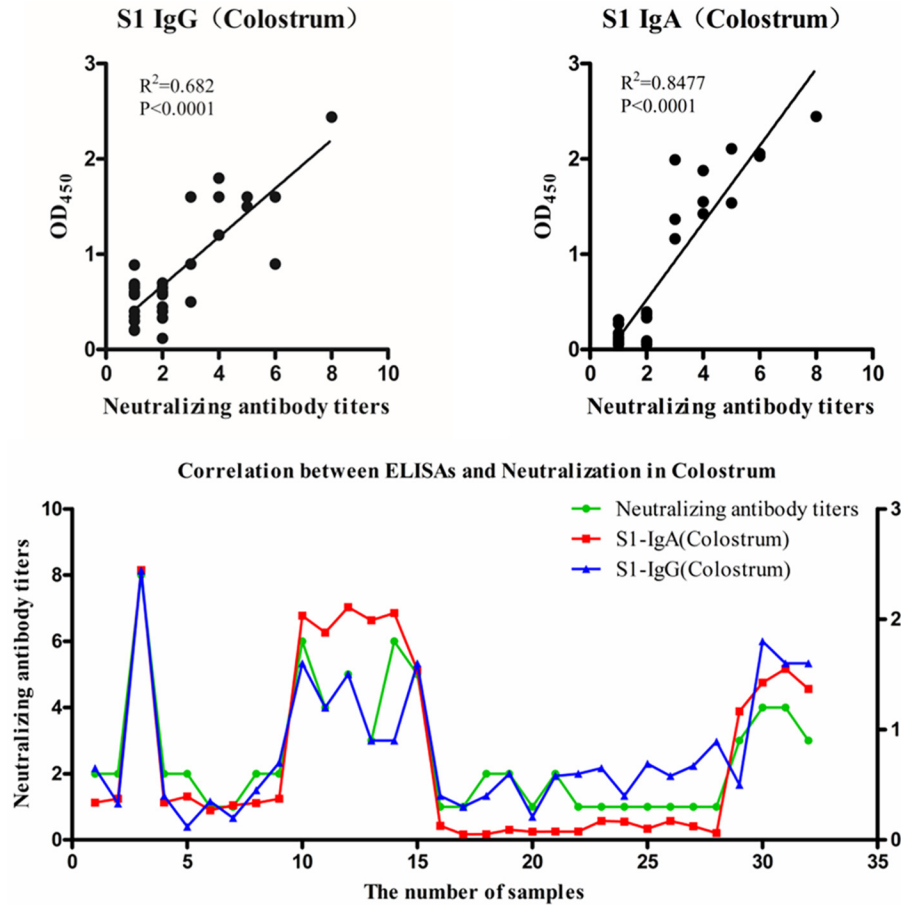 S1 IgG（Colostrum）
3
2
1
0
OD450
R2=0.682
P<0.0001
0 2 4 6 8 10
Neutralizing antibody titers
S1 IgA（Colostrum）
3
2
1
0
OD450
R2=0.8477
P<0.0001
0 2 4 6 8 10
Neutralizing antibody titers
Correlation between ELISAs and Neutralization in Colostrum
Neutralizing antibody titers
10
8
6
4
2
0
Neutralizing antibody titers
S1-IgA(Colostrum)
S1-IgG(Colostrum)
3
2
1
0
0 5 10 15 20 25 30 35
The number of samples